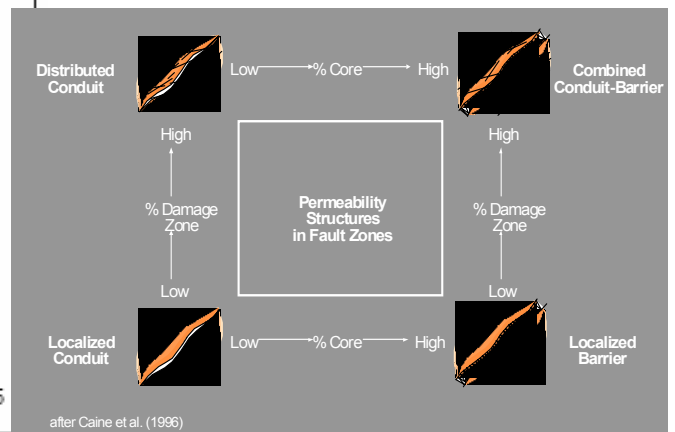 Distributed
Conduit
Low
% Core
High
Combined
Conduit-Barrier
High
High
% Damage
Zone
Permeability
Structures
in Fault Zones
% Damage
Zone
Low
Low
Localized
Conduit
Low
% Core
High
Localized
Barrier
after Caine et al. (1996)